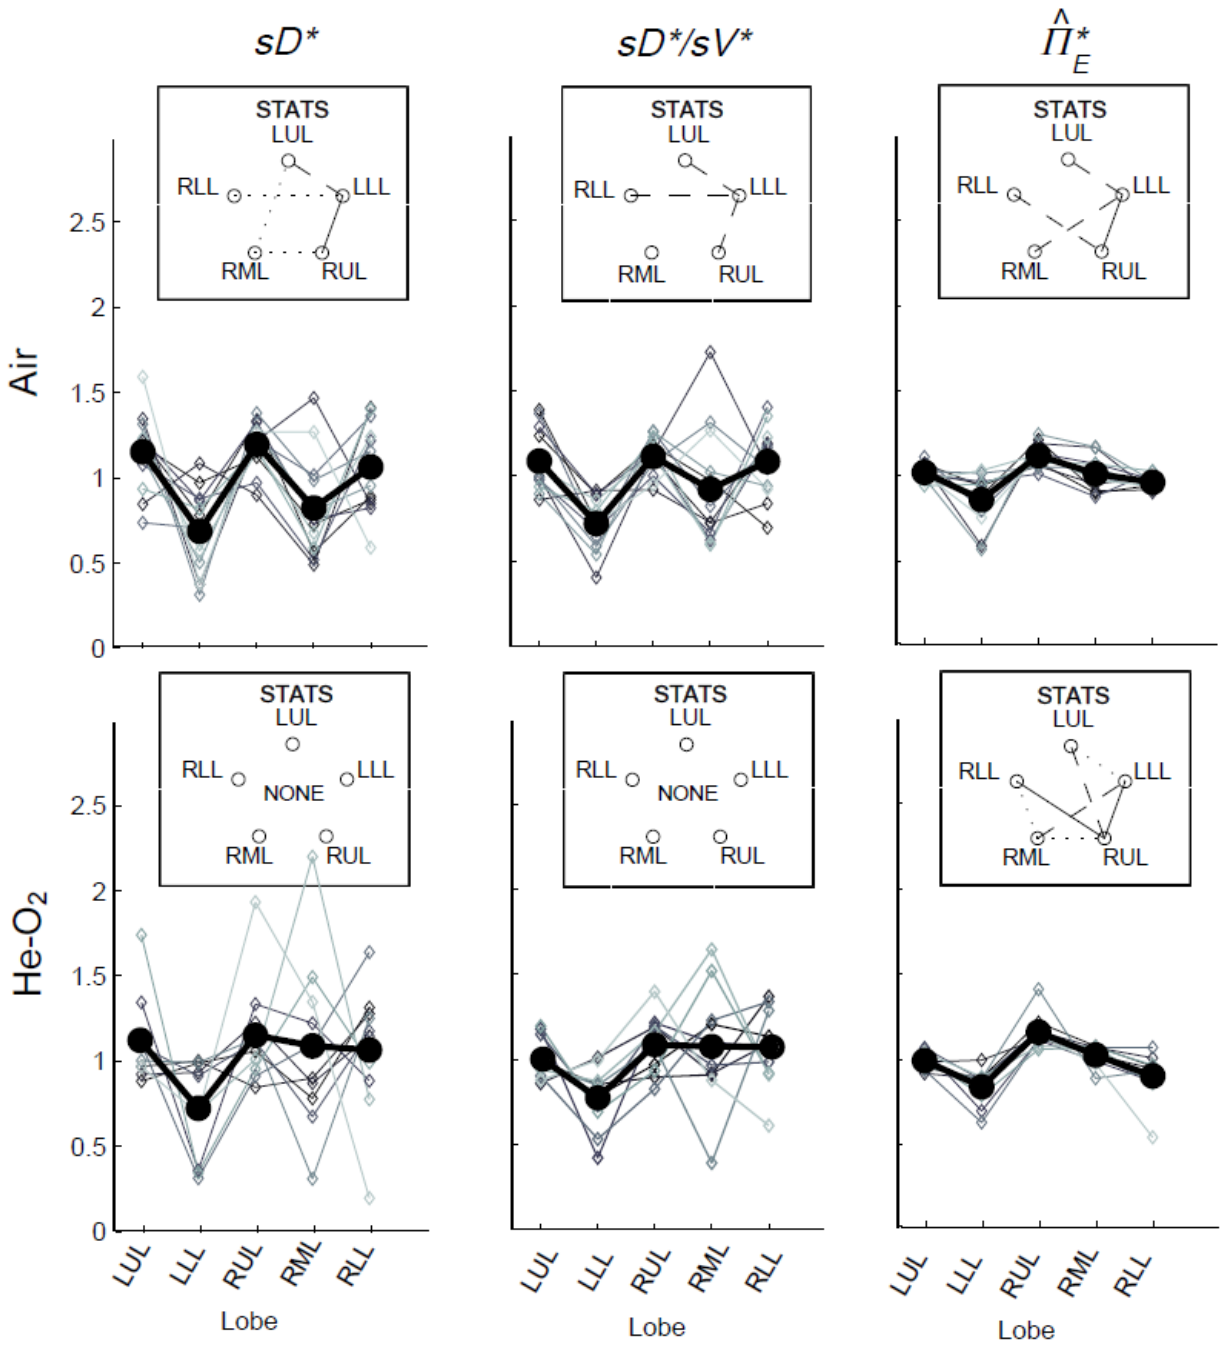 sD*
sD*/sV*
Π̂*E
Air
STATS
LUL
RLL
LLL
RML
RUL
STATS
LUL
RLL
LLL
RML
RUL
STATS
LUL
RLL
LLL
RML
RUL
2.5
2
1.5
1
0.5
0
He-O₂
STATS
LUL
RLL
LLL
NONE
RML
RUL
STATS
LUL
RLL
LLL
NONE
RML
RUL
STATS
LUL
RLL
LLL
RML
RUL
2.5
2
1.5
1
0.5
0
LUL LLL RUL RML RLL
LUL LLL RUL RML RLL
LUL LLL RUL RML RLL
Lobe
Lobe
Lobe